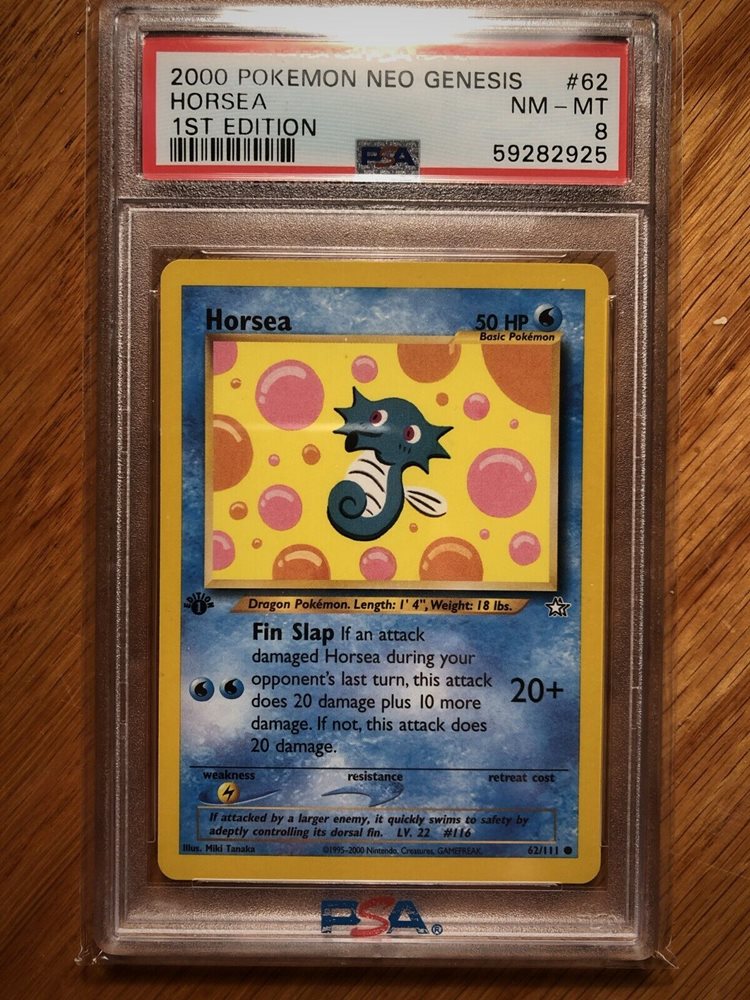 2000 POKEMON NEO GENESIS #62
HORSEA NM - MT
1ST EDITION 8
PSA 59282925
Horsea 50 HP
Basic Pokémon
EDITION 1
Dragon Pokémon. Length: 1' 4", Weight: 18 lbs.
Fin Slap If an attack
damaged Horsea during your
opponent's last turn, this attack
does 20 damage plus 10 more
damage. If not, this attack does
20 damage.
20+
weakness resistance retreat cost
If attacked by a larger enemy, it quickly swims to safety by
adeptly controlling its dorsal fin. LV. 22 #116
Illus. Miki Tanaka ©1995-2000 Nintendo, Creatures, GAMEFREAK. 62/111
PSA®